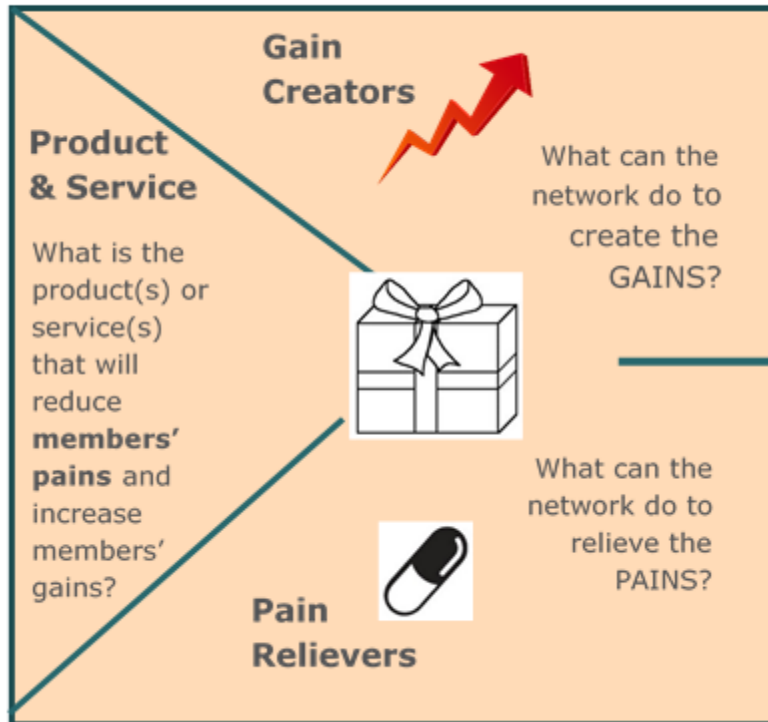 Gain
Creators
Product
& Service
What is the
product(s) or
service(s)
that will
reduce
members’
pains and
increase
members’
gains?
What can the
network do to
create the
GAINS?
What can the
network do to
relieve the
PAINS?
Pain
Relievers